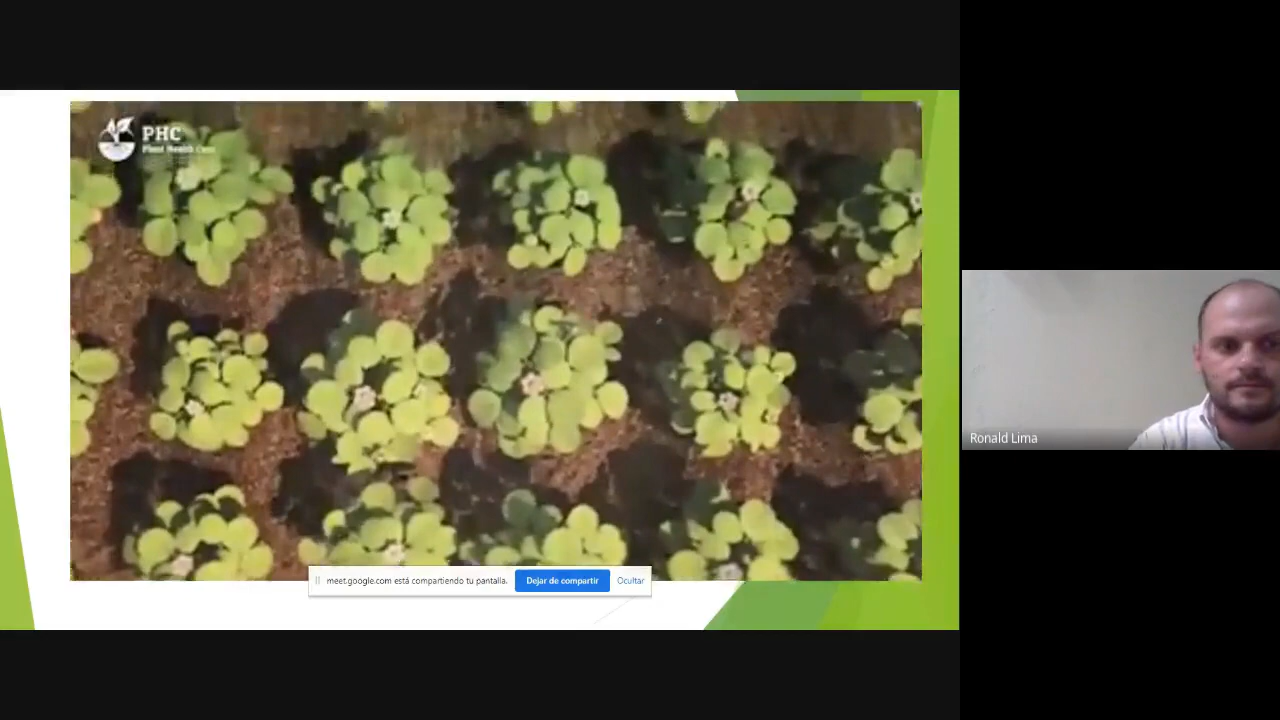 PHC
Plant Health Care
meet.google.com está compartiendo tu pantalla.
Dejar de compartir
Ocultar
Ronald Lima